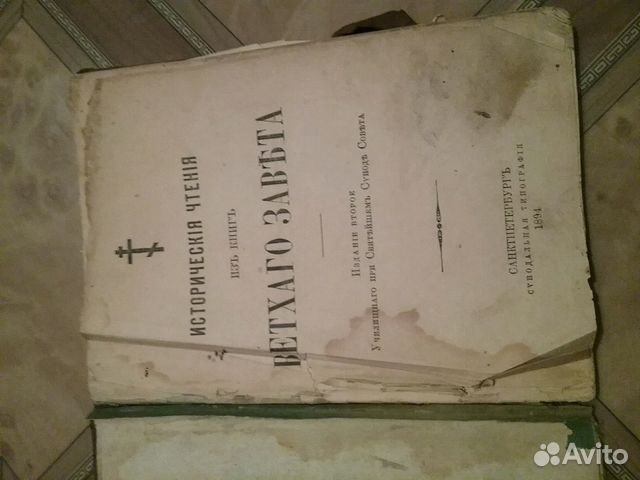 ИСТОРИЧЕСКІЯ ЧТЕНІЯ
ИЗЪ КНИГЪ
ВЕТХАГО ЗАВѢТА
Изданіе второе
Училищнаго при Святѣйшемъ Сѵнодѣ Совѣта
САНКТПЕТЕРБУРГЪ
СѴНОДАЛЬНАЯ ТИПОГРАФІЯ
1894
Avito